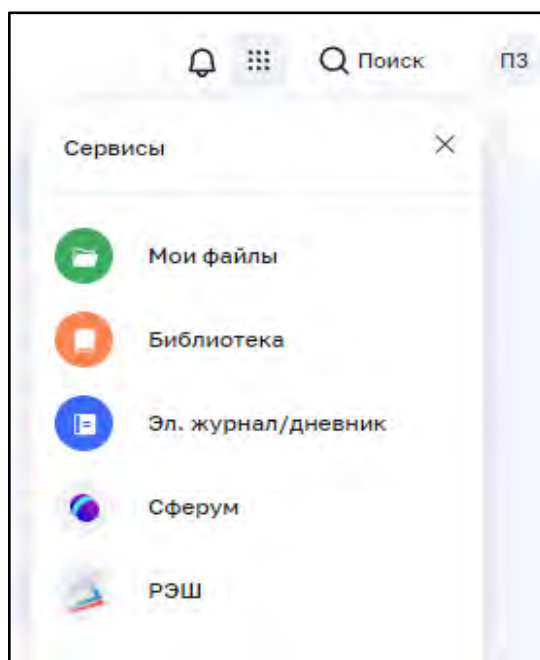 Поиск ПЗ
Сервисы
Мои файлы
Библиотека
Эл. журнал/дневник
Сферум
РЭШ